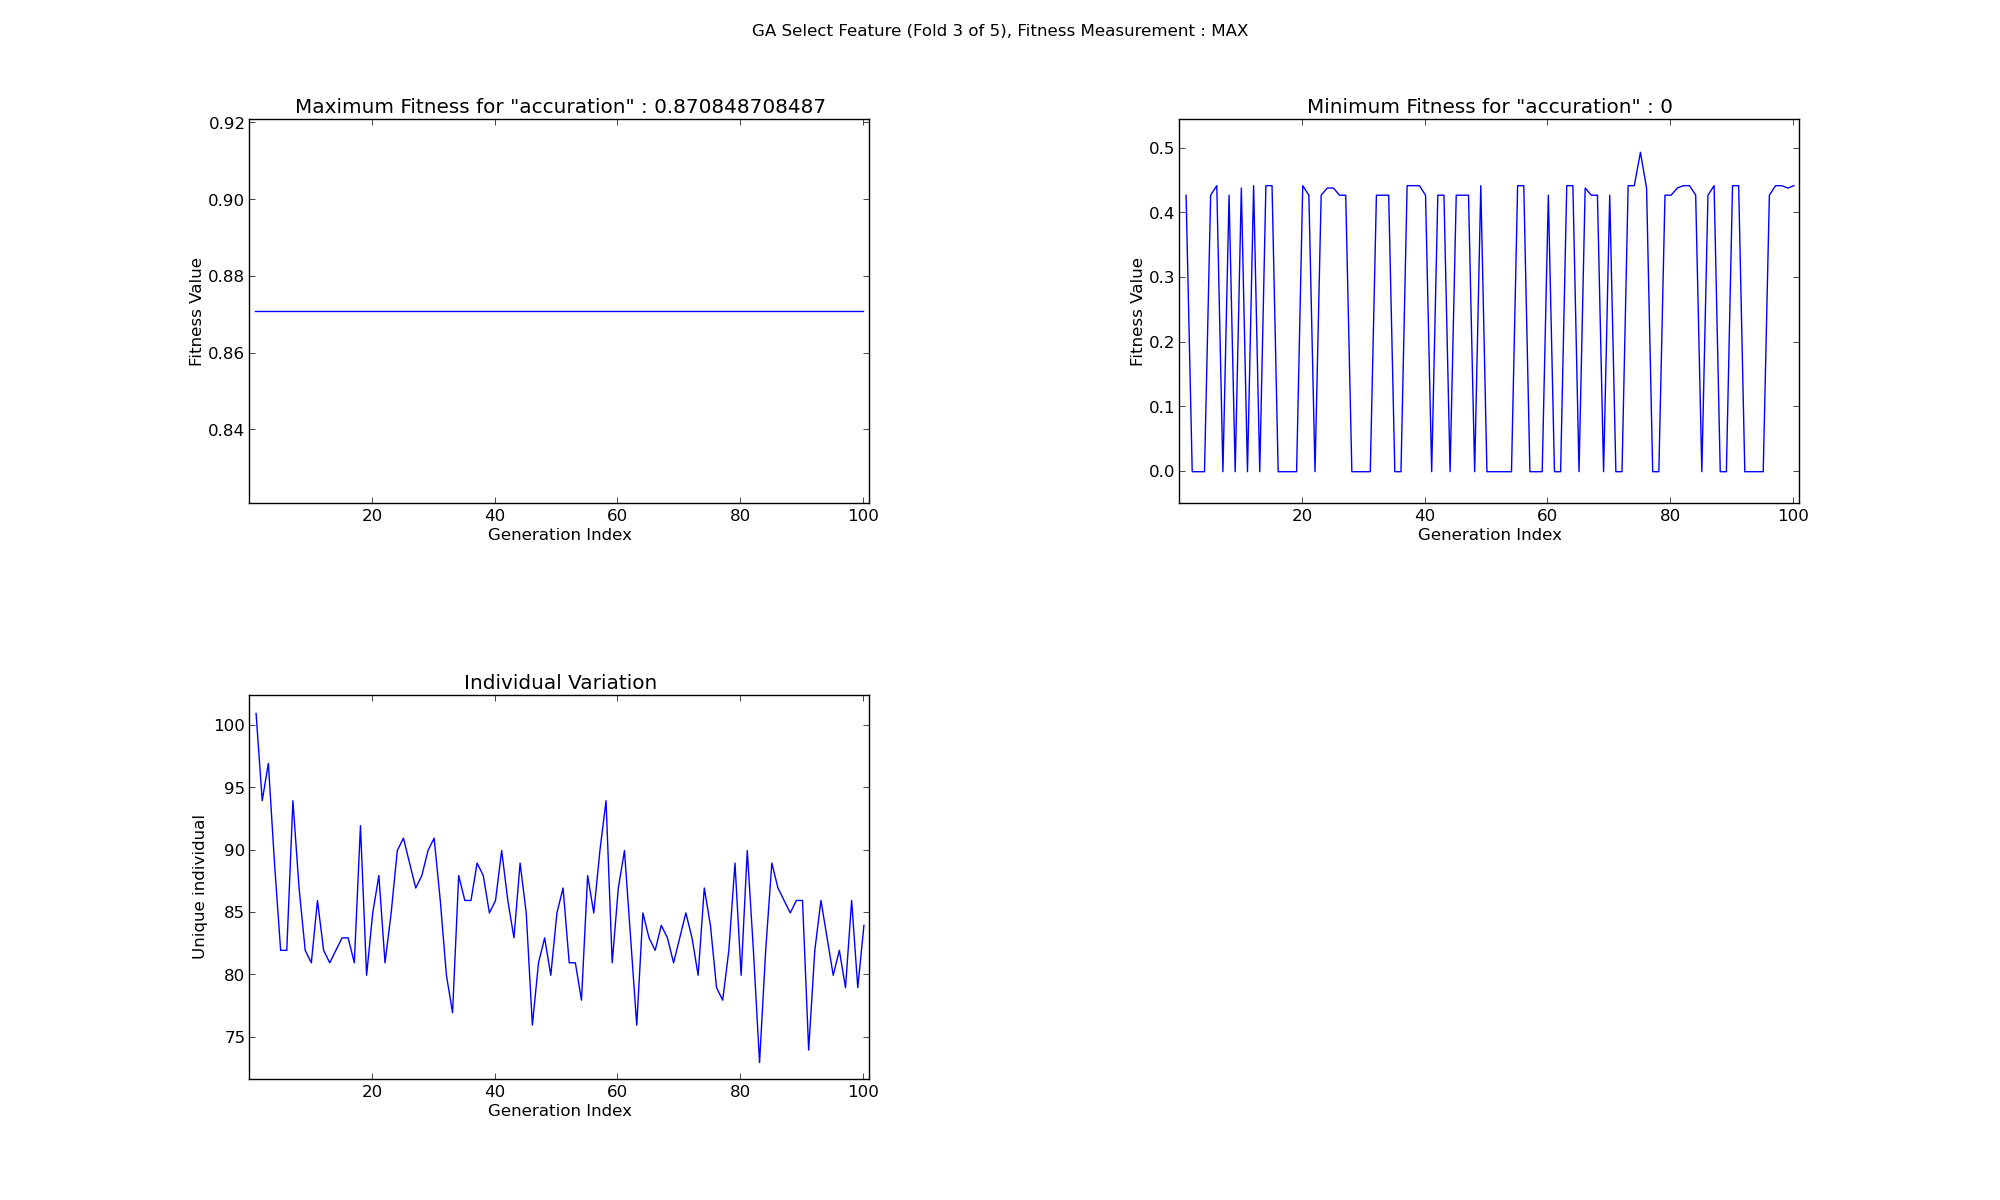 GA Select Feature (Fold 3 of 5), Fitness Measurement : MAX
Maximum Fitness for "accuration" : 0.870848708487
0.92
0.90
0.88
0.86
0.84
Fitness Value
20 40 60 80 100
Generation Index
Minimum Fitness for "accuration" : 0
0.5
0.4
0.3
0.2
0.1
0.0
Fitness Value
20 40 60 80 100
Generation Index
Individual Variation
100
95
90
85
80
75
Unique individual
20 40 60 80 100
Generation Index